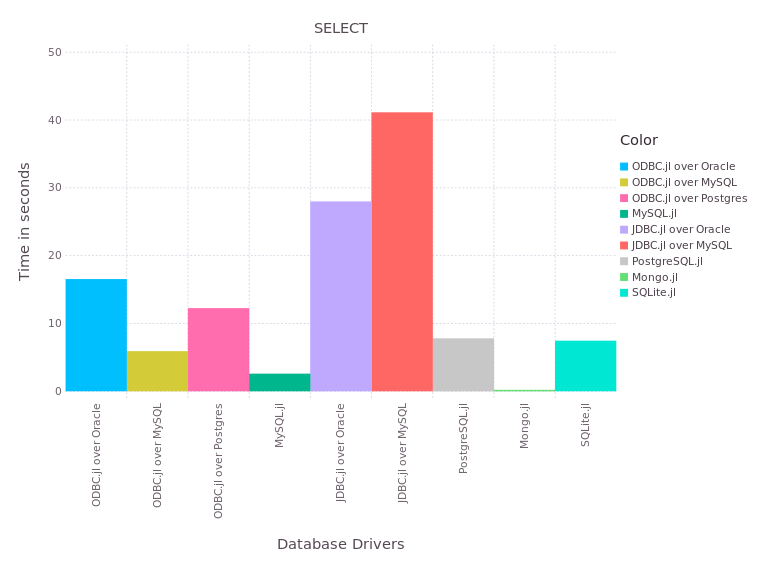 SELECT
50
40
30
20
10
0
Time in seconds
ODBC.jl over Oracle
ODBC.jl over MySQL
ODBC.jl over Postgres
MySQL.jl
JDBC.jl over Oracle
JDBC.jl over MySQL
PostgreSQL.jl
Mongo.jl
SQLite.jl
Database Drivers
Color
ODBC.jl over Oracle
ODBC.jl over MySQL
ODBC.jl over Postgres
MySQL.jl
JDBC.jl over Oracle
JDBC.jl over MySQL
PostgreSQL.jl
Mongo.jl
SQLite.jl